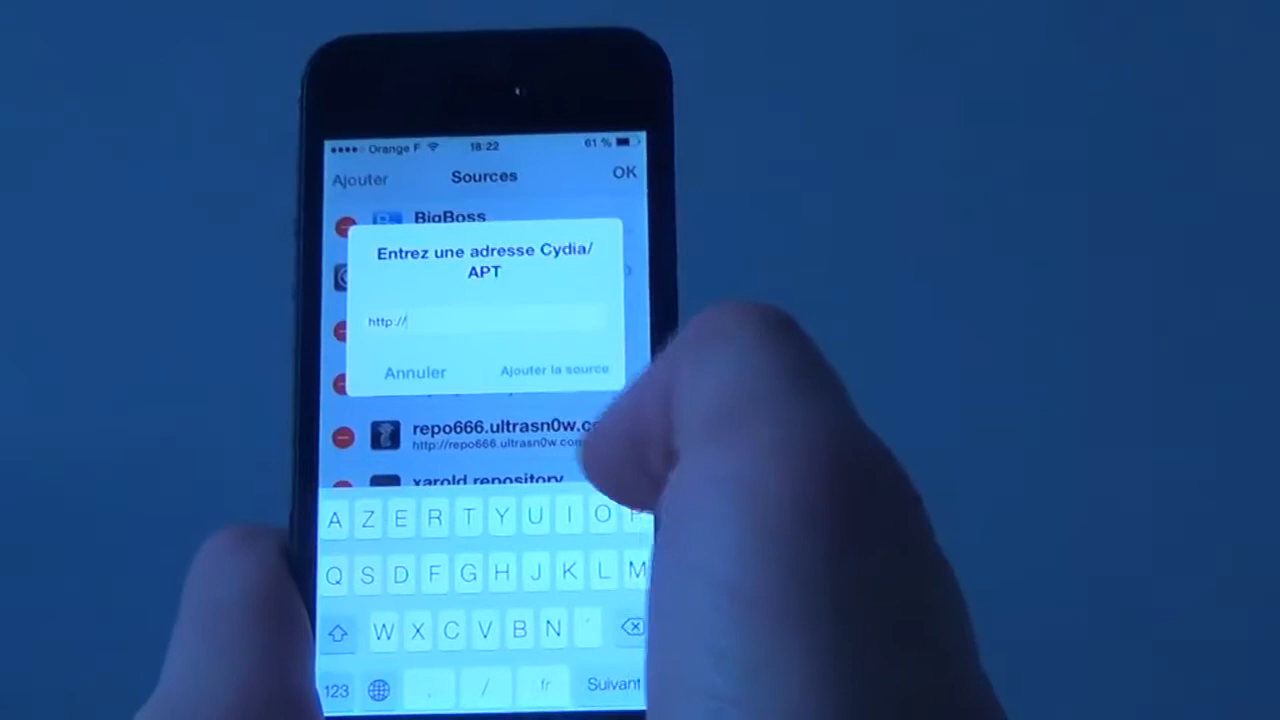 Orange F 18:22 61 %
Ajouter Sources OK
BigBoss
Entrez une adresse Cydia/
APT
http://
Annuler Ajouter la source
repo666.ultrasn0w.c
http://repo666.ultrasn0w.com
xarold repository
A Z E R T Y U I O P
Q S D F G H J K L M
W X C V B N '
123 . / .fr Suivant